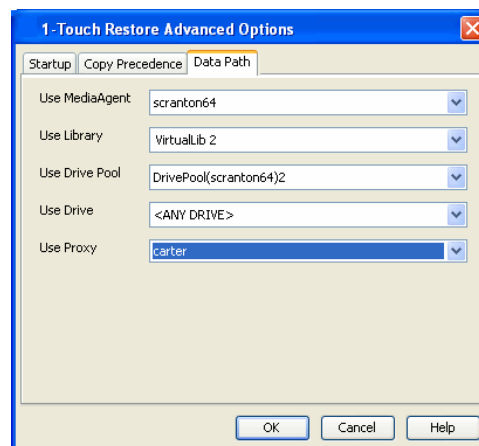 1-Touch Restore Advanced Options
Startup Copy Precedence Data Path
Use MediaAgent scranton64
Use Library VirtualLib 2
Use Drive Pool DrivePool(scranton64)2
Use Drive <ANY DRIVE>
Use Proxy carter
OK Cancel Help